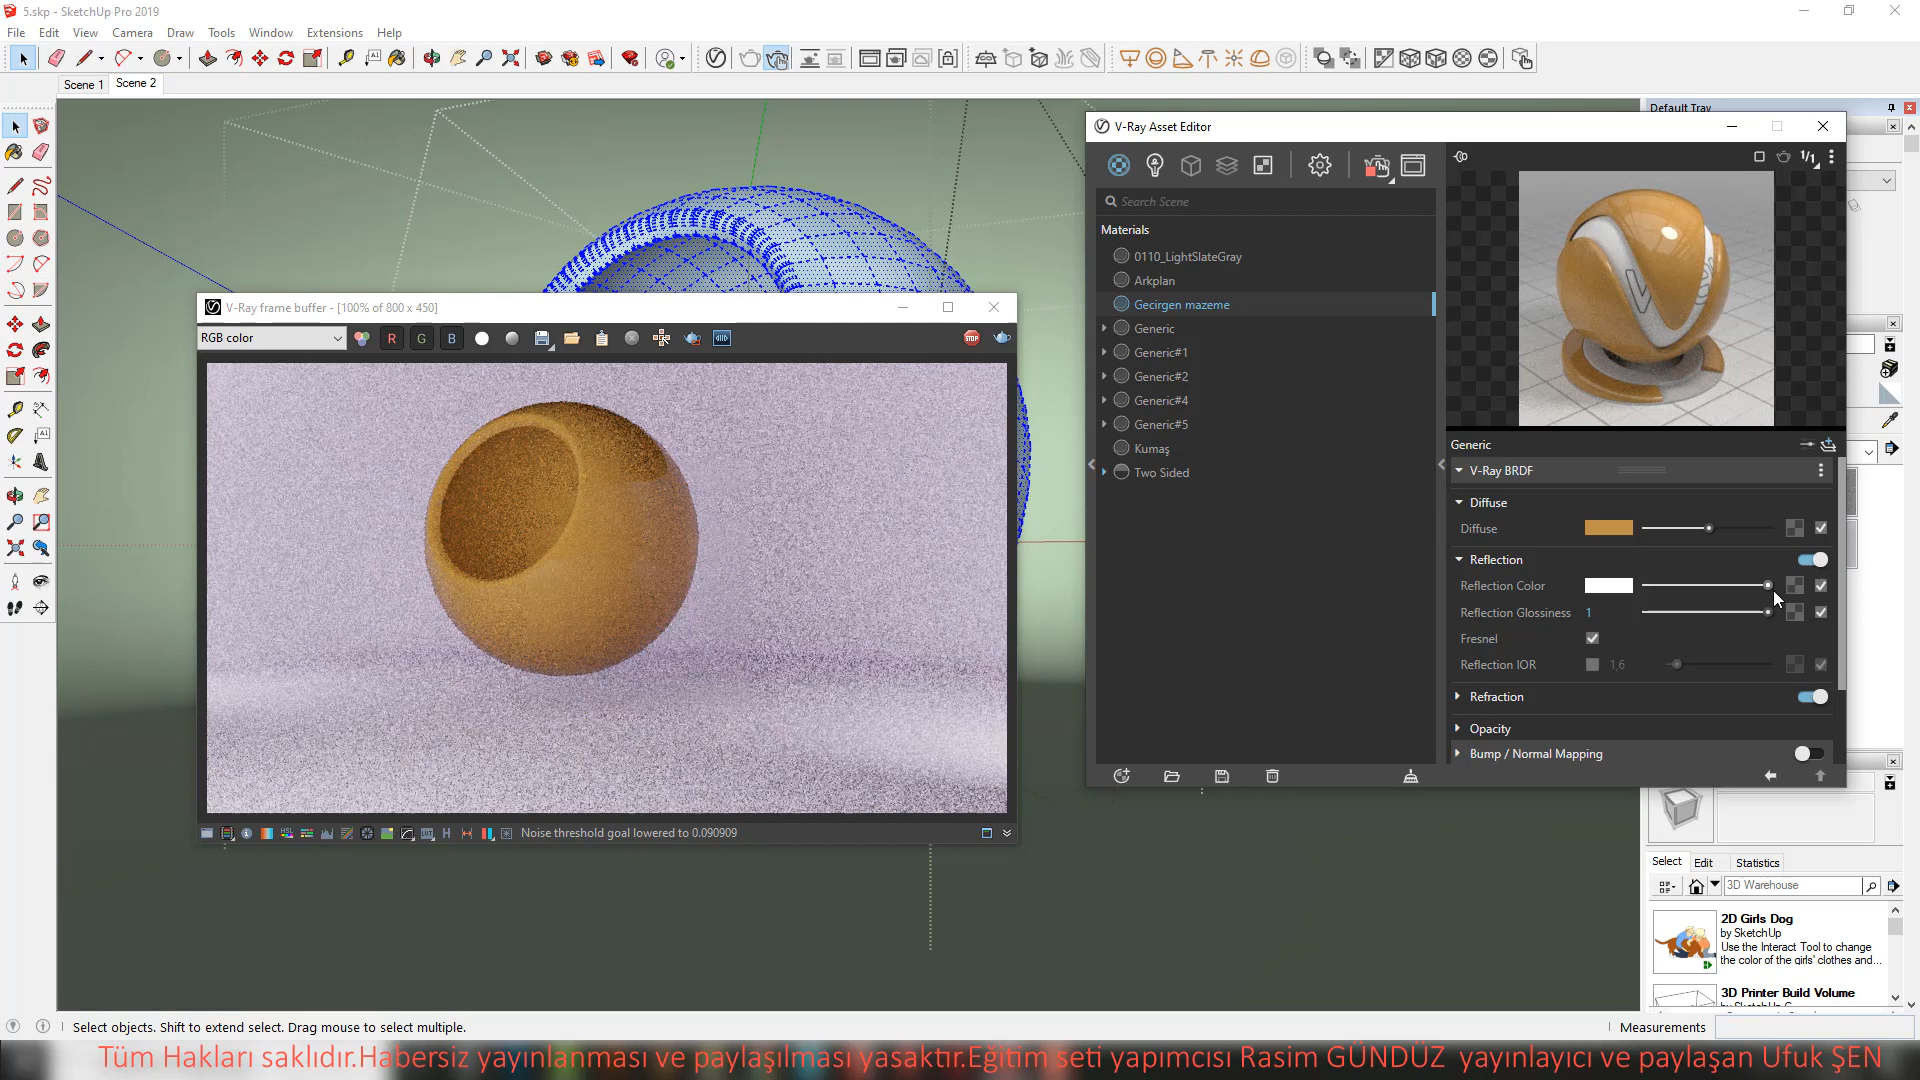 5.skp - SketchUp Pro 2019
File Edit View Camera Draw Tools Window Extensions Help
Scene 1 Scene 2
Default Tray
V-Ray Asset Editor
1/1
Search Scene
Materials
0110_LightSlateGray
Arkplan
Gecirgen mazeme
Generic
Generic#1
Generic#2
Generic#4
Generic#5
Kumaş
Two Sided
Generic
V-Ray BRDF
Diffuse
Diffuse
Reflection
Reflection Color
Reflection Glossiness 1
Fresnel
Reflection IOR 1,6
Refraction
Opacity
Bump / Normal Mapping
V-Ray frame buffer - [100% of 800 x 450]
RGB color R G B STOP
HSL LUT H Noise threshold goal lowered to 0.090909
Select Edit Statistics
3D Warehouse
2D Girls Dog
by SketchUp
Use the Interact Tool to change
the color of the girls' clothes and...
3D Printer Build Volume
Select objects. Shift to extend select. Drag mouse to select multiple.
Measurements
Tüm Hakları saklıdır.Habersiz yayınlanması ve paylaşılması yasaktır.Eğitim seti yapımcısı Rasim GÜNDÜZ yayınlayıcı ve paylaşan Ufuk ŞEN